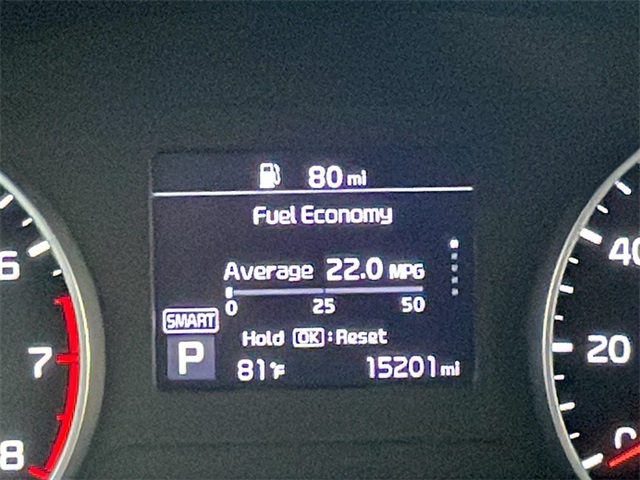 80 mi
Fuel Economy
Average 22.0 MPG
0 25 50
SMART
Hold OK : Reset
P
81°F 15201 mi
6
7
8
40
20
0